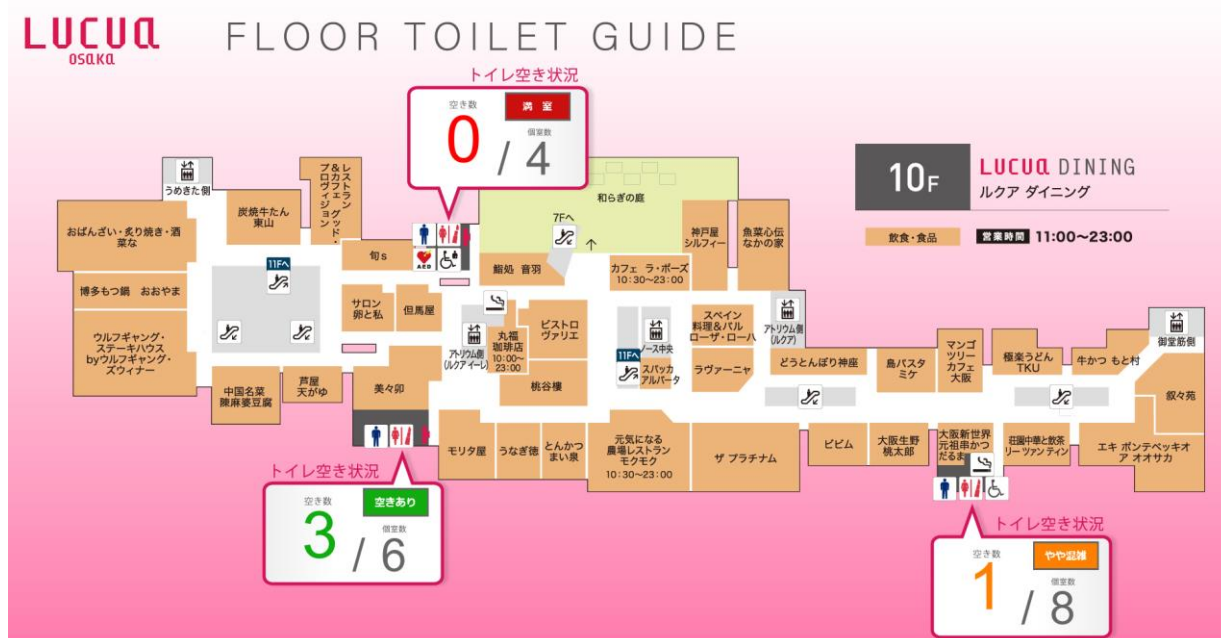 LUCUA
OSAKA
FLOOR TOILET GUIDE
トイレ空き状況
空き数
満 室
0
個室数
/ 4
10F
LUCUA DINING
ルクア ダイニング
飲食・食品
営業時間 11:00～23:00
うめきた側
レストラン
&カフェ グッド・
プロヴィジョン
炭焼牛たん
東山
おばんざい・炙り焼き・酒
菜な
旬s
AED
和らぎの庭
7Fへ
神戸屋
シルフィー
魚菜心伝
なかの家
11Fへ
鮨処 音羽
カフェ ラ・ポーズ
10:30～23:00
博多もつ鍋 おおやま
サロン
卵と私
但馬屋
ウルフギャング・
ステーキハウス
byウルフギャング・
ズウィナー
アトリウム側
(ルクア イーレ)
丸福
珈琲店
10:00～
23:00
ビストロ
ヴァリエ
ノース中央
スペイン
料理&バル
ローザ・ローハ
アトリウム側
(ルクア)
御堂筋側
11Fへ
スパッカ
アルパータ
ラヴァーニャ
どうとんぼり神座
島パスタ
ミケ
マンゴ
ツリー
カフェ
大阪
極楽うどん
TKU
牛かつ もと村
中国名菜
陳麻婆豆腐
芦屋
天がゆ
美々卯
桃谷樓
叙々苑
モリタ屋
うなぎ徳
とんかつ
まい泉
元気になる
農場レストラン
モクモク
10:30～23:00
ザ プラチナム
ビビム
大阪生野
桃太郎
大阪新世界
元祖串かつ
だるま
荘園中華と飲茶
リーツァンティン
エキ ポンテベッキオ
ア オオサカ
トイレ空き状況
空き数
空きあり
3
個室数
/ 6
トイレ空き状況
空き数
やや混雑
1
個室数
/ 8